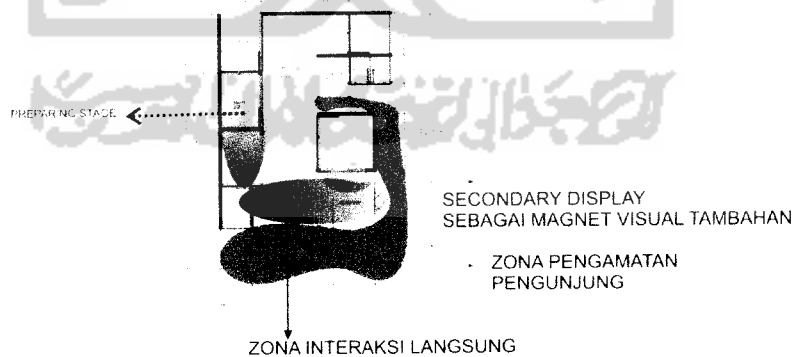 PREPARING STAGE
SECONDARY DISPLAY
SEBAGAI MAGNET VISUAL TAMBAHAN
- ZONA PENGAMATAN
PENGUNJUNG
ZONA INTERAKSI LANGSUNG